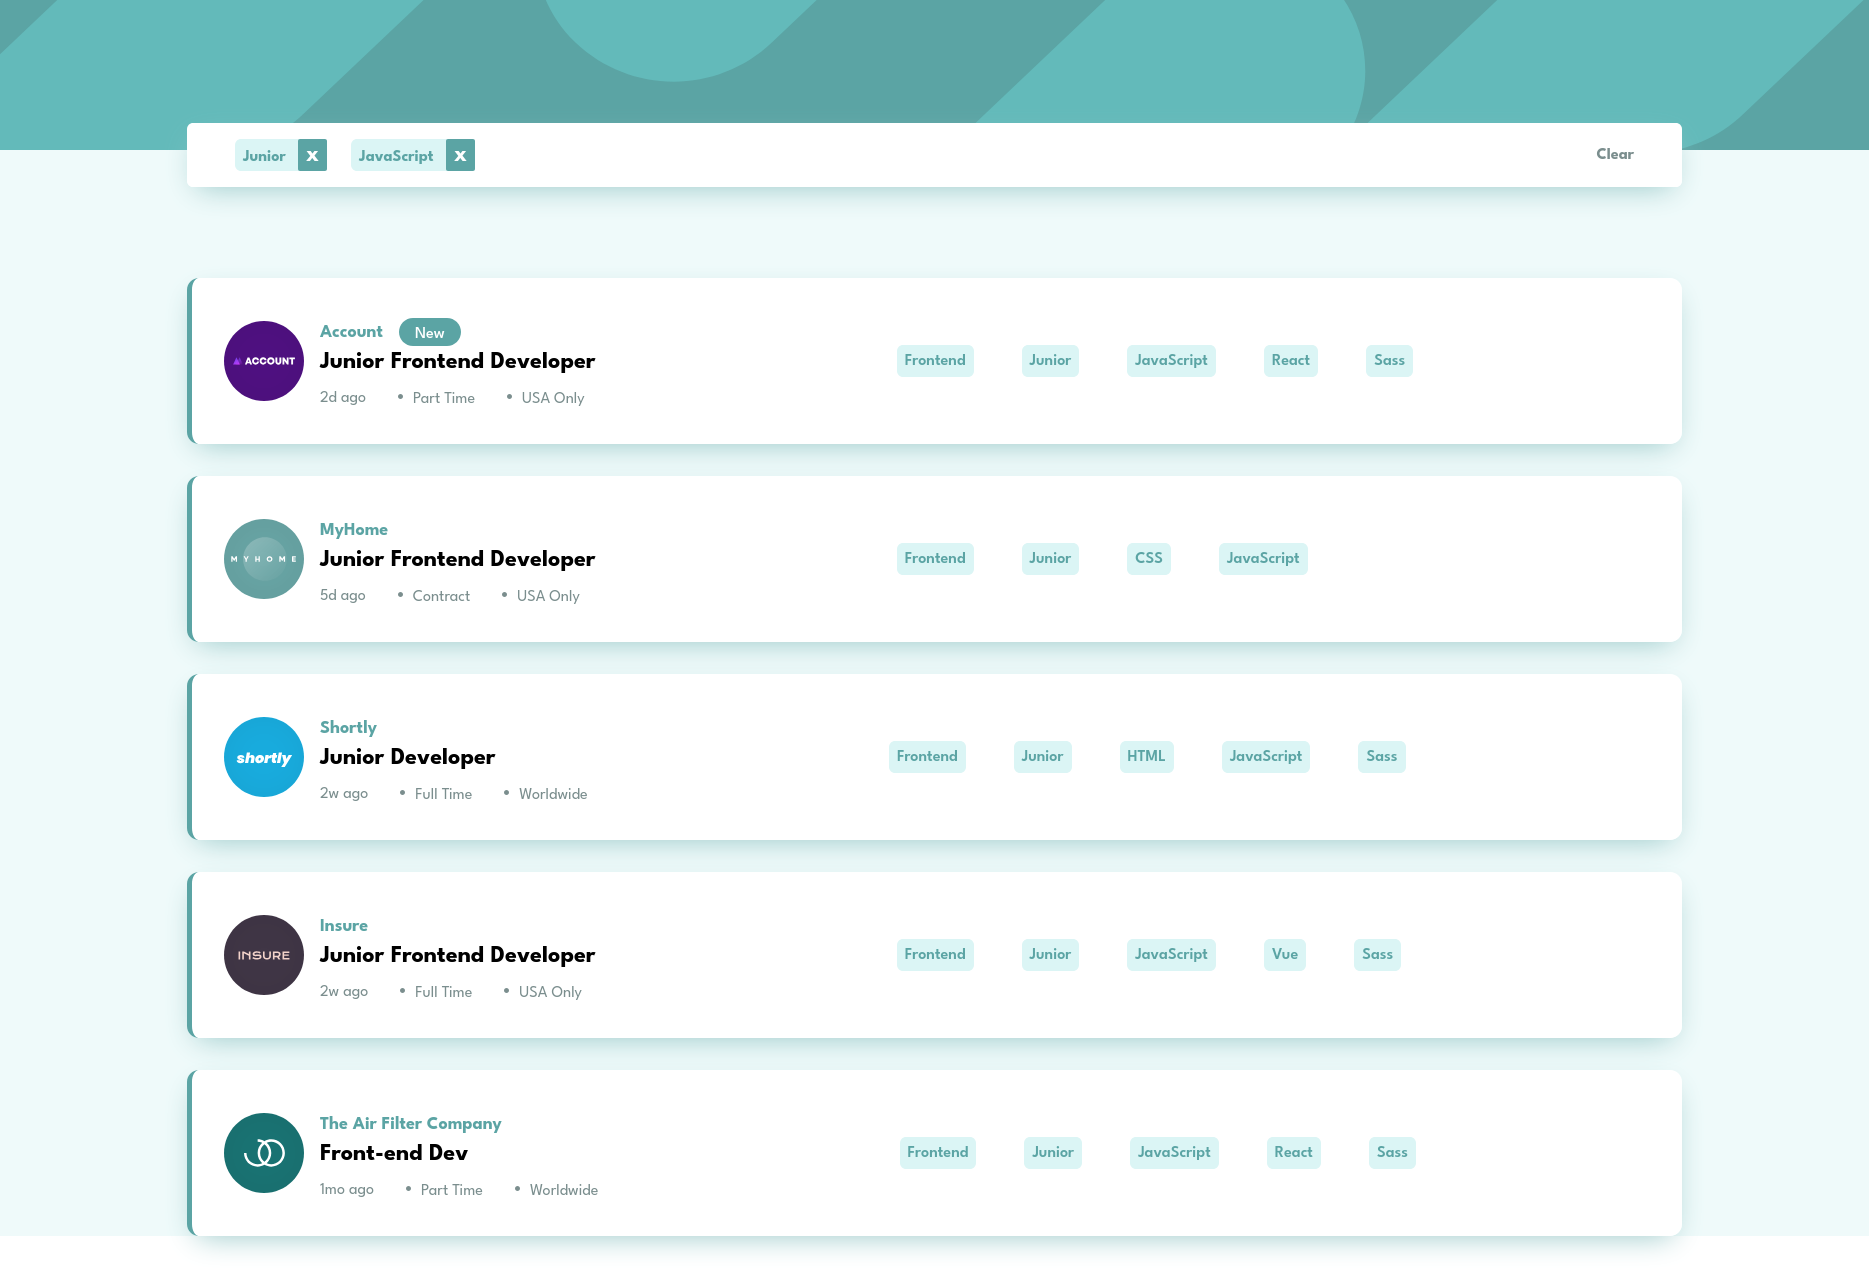 Junior x JavaScript x Clear
Account New
ACCOUNT
Junior Frontend Developer
2d ago • Part Time • USA Only
Frontend Junior JavaScript React Sass
MyHome
MYHOME
Junior Frontend Developer
5d ago • Contract • USA Only
Frontend Junior CSS JavaScript
Shortly
shortly
Junior Developer
2w ago • Full Time • Worldwide
Frontend Junior HTML JavaScript Sass
Insure
INSURE
Junior Frontend Developer
2w ago • Full Time • USA Only
Frontend Junior JavaScript Vue Sass
The Air Filter Company
Front-end Dev
1mo ago • Part Time • Worldwide
Frontend Junior JavaScript React Sass